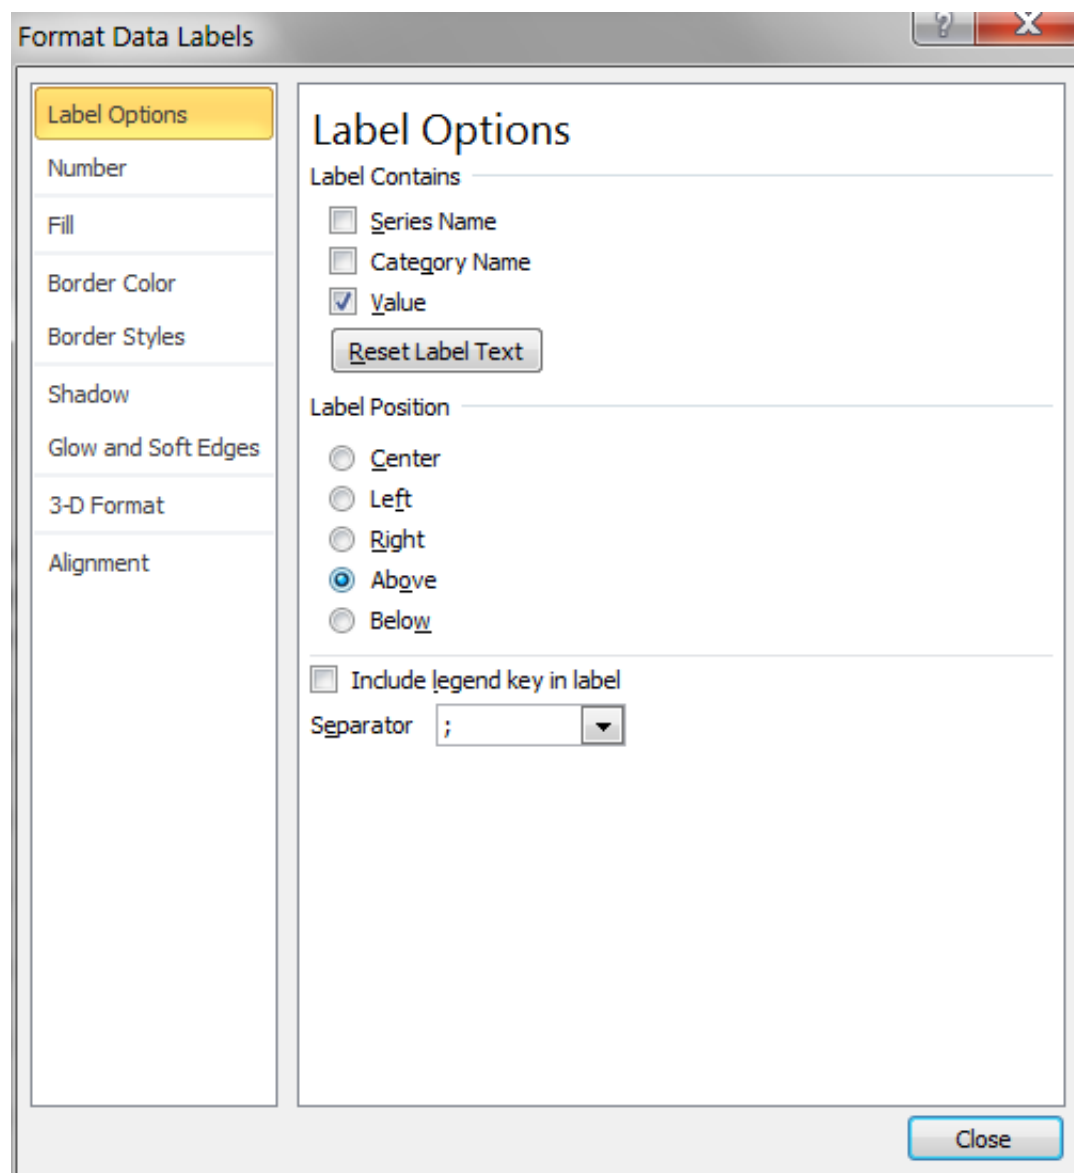 Format Data Labels
?
X
Label Options
Number
Fill
Border Color
Border Styles
Shadow
Glow and Soft Edges
3-D Format
Alignment
Label Options
Label Contains
Series Name
Category Name
Value
Reset Label Text
Label Position
Center
Left
Right
Above
Below
Include legend key in label
Separator ;
Close